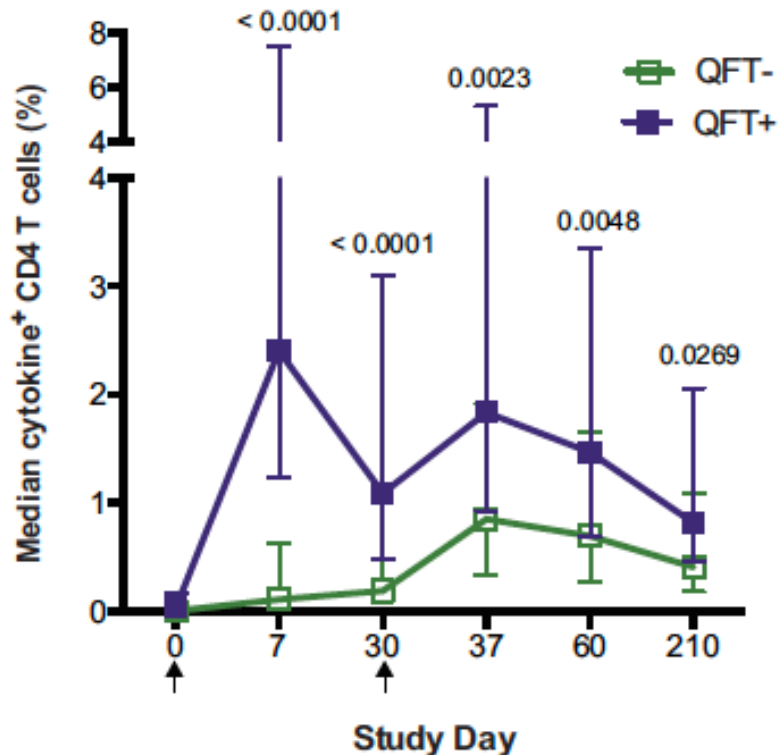 8
6
4
4
3
2
1
0
Median cytokine⁺ CD4 T cells (%)
< 0.0001
< 0.0001
0.0023
0.0048
0.0269
QFT-
QFT+
0 7 30 37 60 210
Study Day